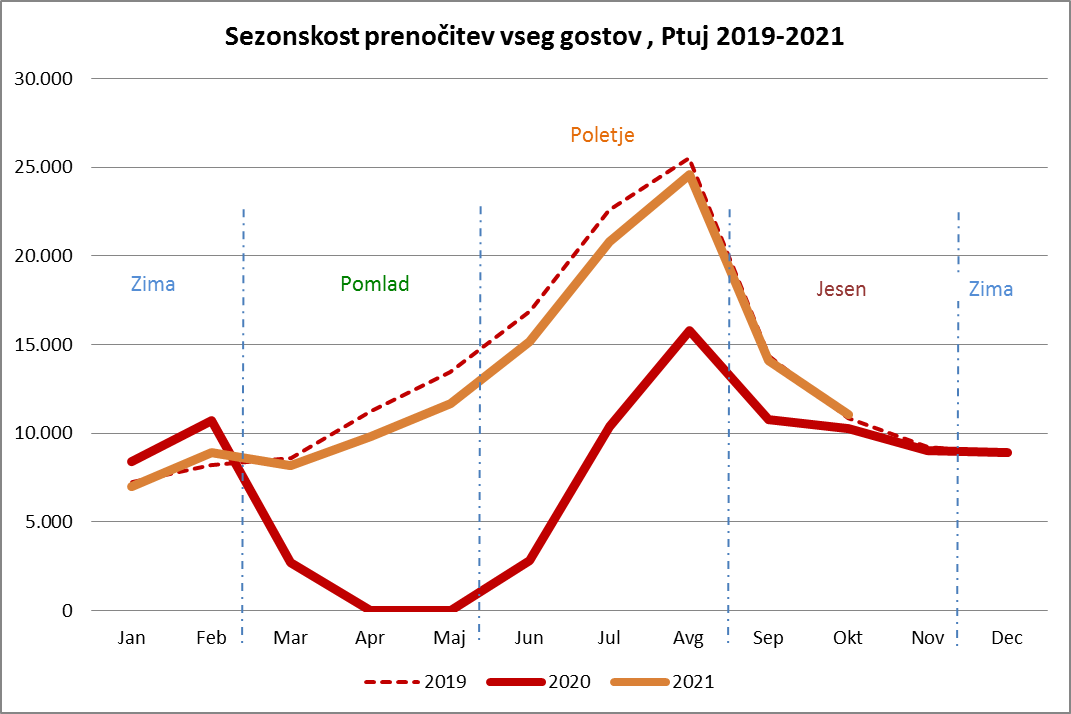 Sezonskost prenočitev vseg gostov , Ptuj 2019-2021
30.000
25.000
20.000
15.000
10.000
5.000
0
Poletje
Zima
Pomlad
Jesen
Zima
Jan Feb Mar Apr Maj Jun Jul Avg Sep Okt Nov Dec
2019 2020 2021